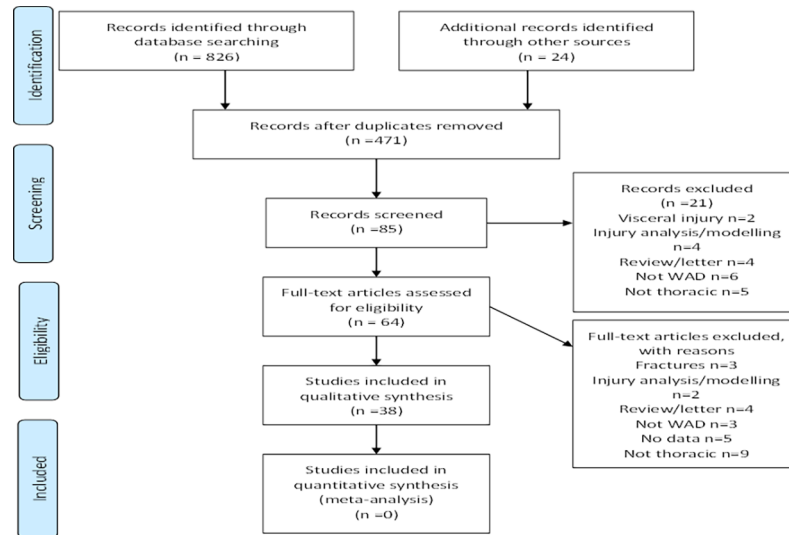 Identification
Records identified through
database searching
(n = 826)
Additional records identified
through other sources
(n = 24)
Records after duplicates removed
(n =471)
Screening
Records screened
(n =85)
Records excluded
(n =21)
Visceral injury n=2
Injury analysis/modelling
n=4
Review/letter n=4
Not WAD n=6
Not thoracic n=5
Eligibility
Full-text articles assessed
for eligibility
(n = 64)
Full-text articles excluded,
with reasons
Fractures n=3
Injury analysis/modelling
n=2
Review/letter n=4
Not WAD n=3
No data n=5
Not thoracic n=9
Studies included in
qualitative synthesis
(n =38)
Included
Studies included in
quantitative synthesis
(meta-analysis)
(n =0)